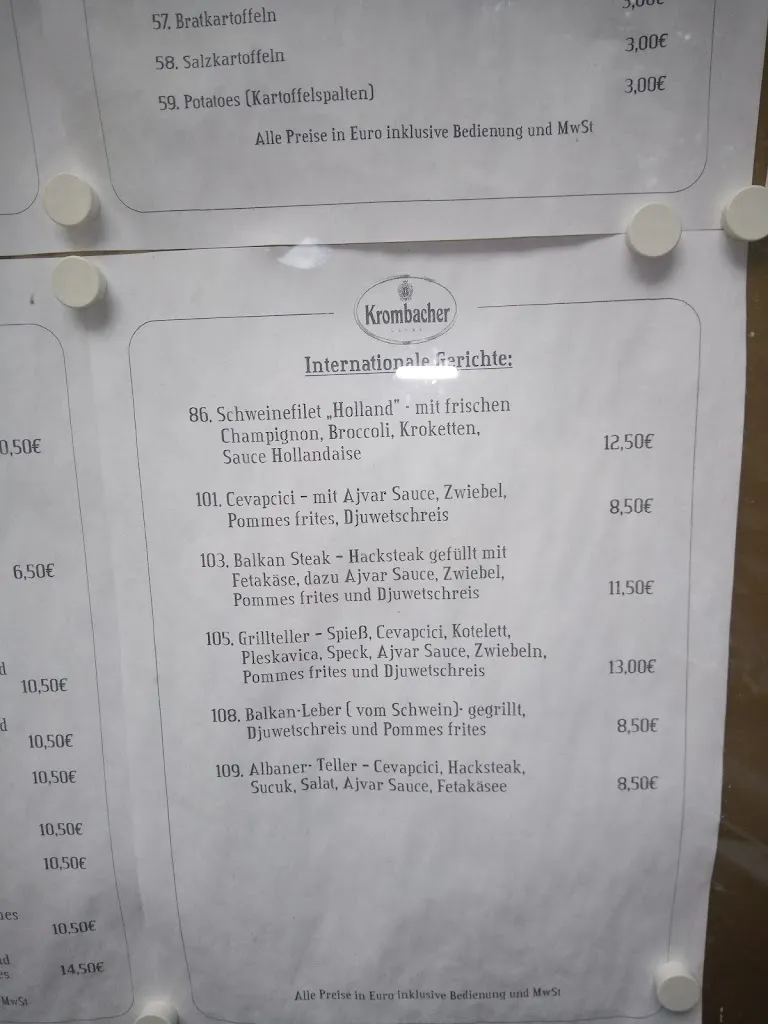 57. Bratkartoffeln
58. Salzkartoffeln 3,00€
59. Potatoes (Kartoffelspalten) 3,00€
Alle Preise in Euro inklusive Bedienung und MwSt
Krombacher
Internationale Gerichte:
86. Schweinefilet „Holland" - mit frischen
Champignon, Broccoli, Kroketten,
Sauce Hollandaise 12,50€
101. Cevapcici – mit Ajvar Sauce, Zwiebel,
Pommes frites, Djuwetschreis 8,50€
103. Balkan Steak – Hacksteak gefüllt mit
Fetakäse, dazu Ajvar Sauce, Zwiebel,
Pommes frites und Djuwetschreis 11,50€
105. Grillteller – Spieß, Cevapcici, Kotelett,
Pleskavica, Speck, Ajvar Sauce, Zwiebeln,
Pommes frites und Djuwetschreis 13,00€
108. Balkan-Leber ( vom Schwein)- gegrillt,
Djuwetschreis und Pommes frites 8,50€
109. Albaner- Teller – Cevapcici, Hacksteak,
Sucuk, Salat, Ajvar Sauce, Fetakäsee 8,50€
Alle Preise in Euro inklusive Bedienung und MwSt
6,50€
10,50€
10,50€
10,50€
10,50€
10,50€
10,50€
14,50€
MwSt